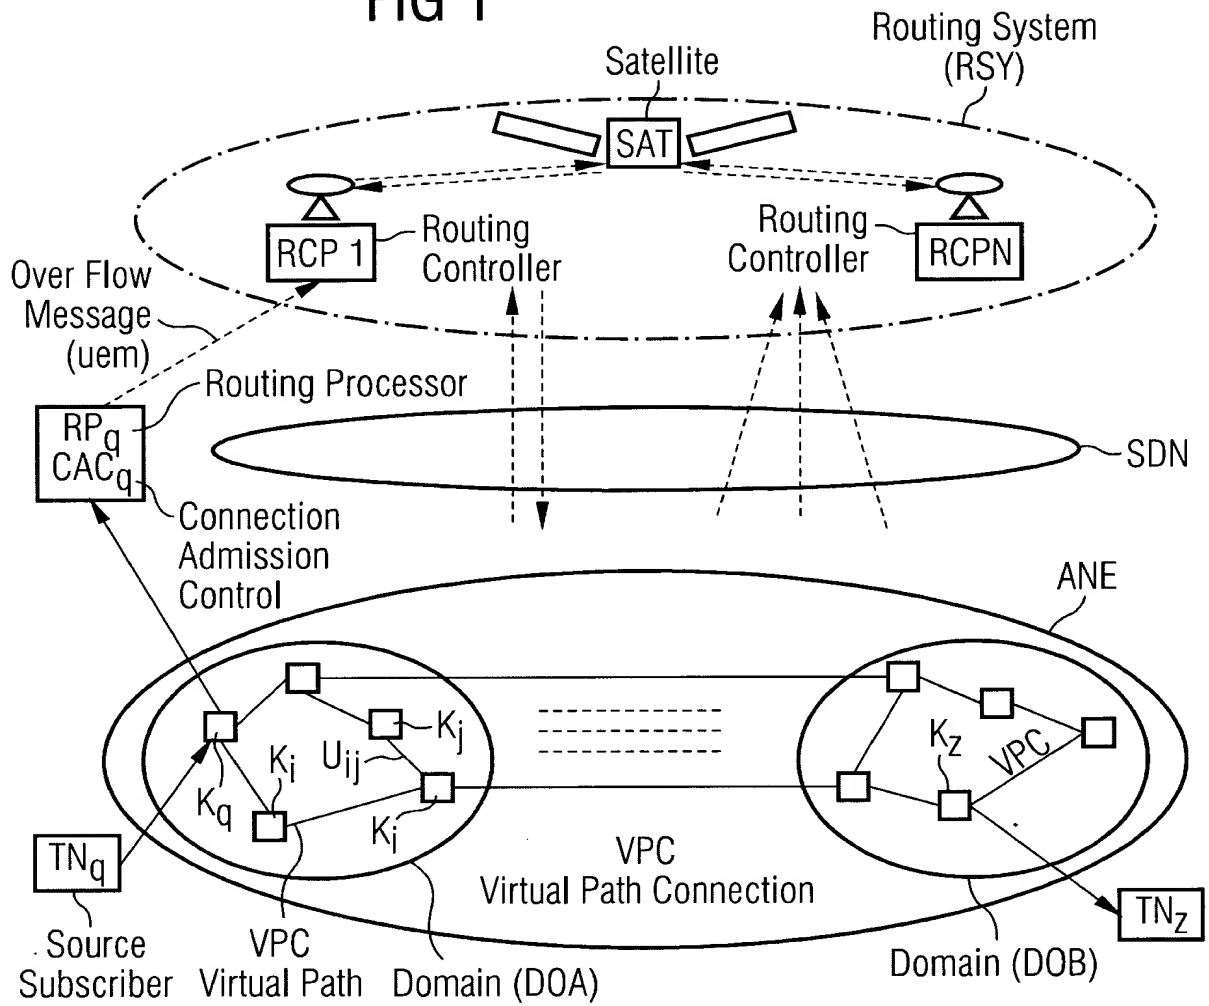 FIG 1
Routing System
(RSY)
Satellite
SAT
RCP 1
Routing
Controller
Routing
Controller
RCPN
Over Flow
Message
(uem)
Routing Processor
RPq
CACq
SDN
Connection
Admission
Control
ANE
Kj
Uij
Ki
Kq
Ki
Kz
VPC
TNq
VPC
Virtual Path Connection
TNz
Source
Subscriber
VPC
Virtual Path
Domain (DOA)
Domain (DOB)